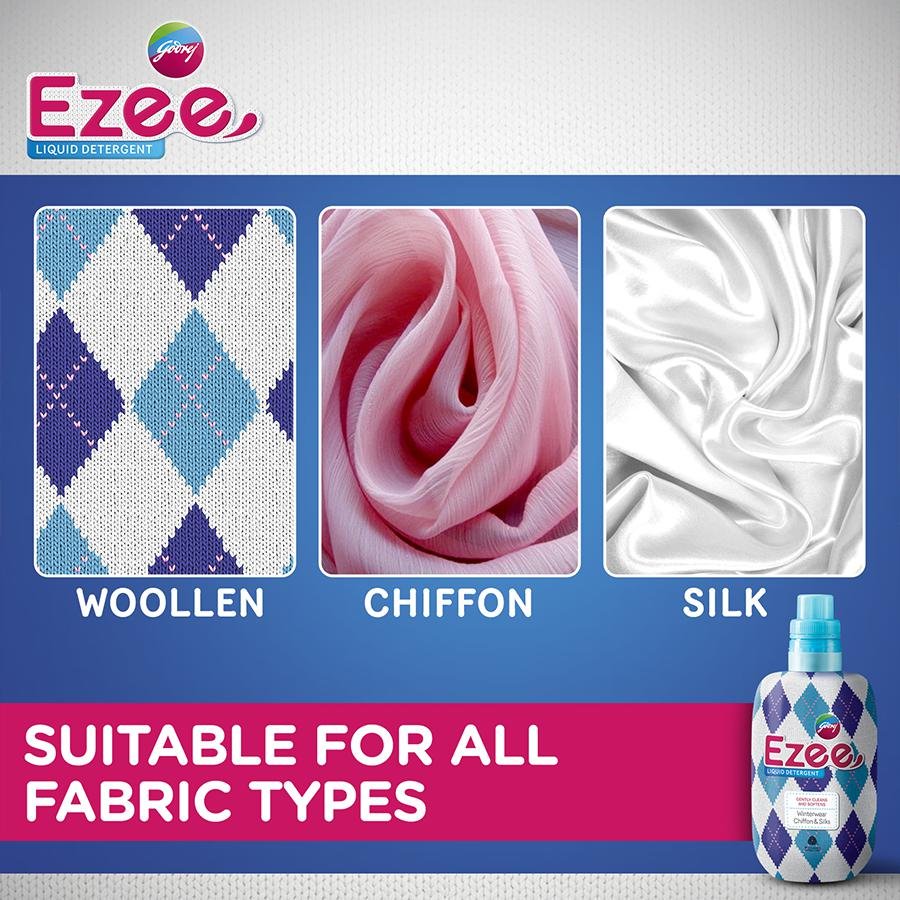 Godrej
Ezee
LIQUID DETERGENT
WOOLLEN
CHIFFON
SILK
SUITABLE FOR ALL
FABRIC TYPES
Godrej
Ezee
LIQUID DETERGENT
GENTLY CLEANS
AND SOFTENS
Winterwear
Chiffon & Silks